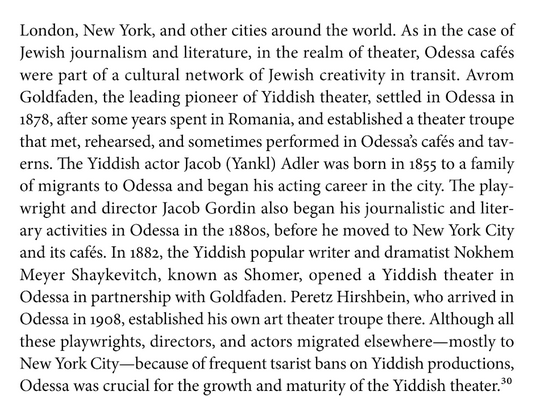 London, New York, and other cities around the world. As in the case of
Jewish journalism and literature, in the realm of theater, Odessa cafés
were part of a cultural network of Jewish creativity in transit. Avrom
Goldfaden, the leading pioneer of Yiddish theater, settled in Odessa in
1878, after some years spent in Romania, and established a theater troupe
that met, rehearsed, and sometimes performed in Odessa’s cafés and tav-
erns. The Yiddish actor Jacob (Yankl) Adler was born in 1855 to a family
of migrants to Odessa and began his acting career in the city. The play-
wright and director Jacob Gordin also began his journalistic and liter-
ary activities in Odessa in the 1880s, before he moved to New York City
and its cafés. In 1882, the Yiddish popular writer and dramatist Nokhem
Meyer Shaykevitch, known as Shomer, opened a Yiddish theater in
Odessa in partnership with Goldfaden. Peretz Hirshbein, who arrived in
Odessa in 1908, established his own art theater troupe there. Although all
these playwrights, directors, and actors migrated elsewhere—mostly to
New York City—because of frequent tsarist bans on Yiddish productions,
Odessa was crucial for the growth and maturity of the Yiddish theater.³⁰